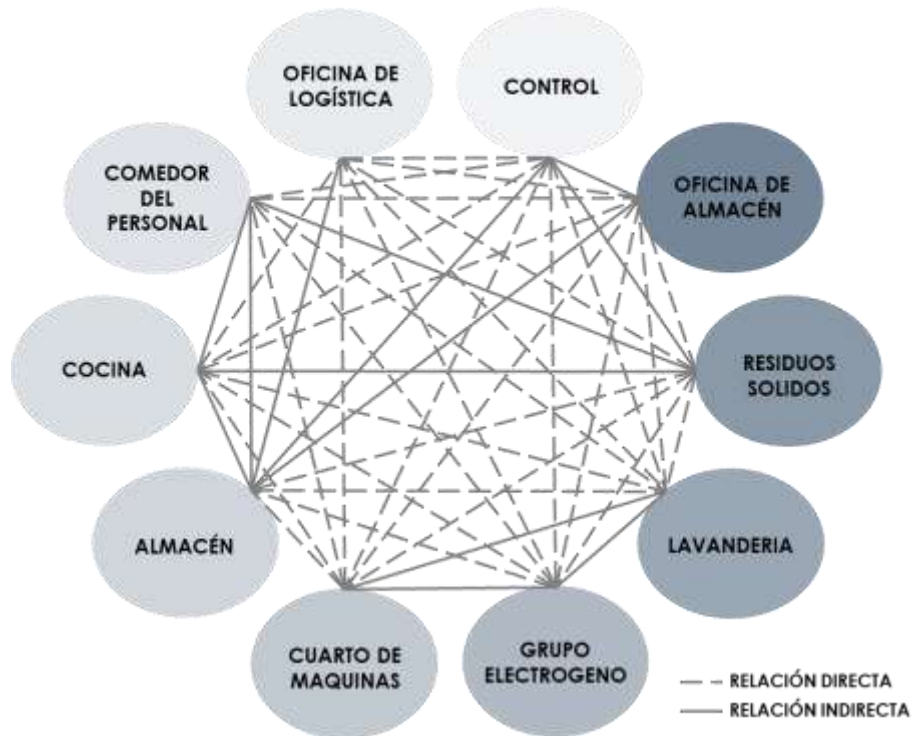 OFICINA DE
LOGÍSTICA
CONTROL
COMEDOR
DEL
PERSONAL
OFICINA DE
ALMACÉN
COCINA
RESIDUOS
SOLIDOS
ALMACÉN
LAVANDERIA
CUARTO DE
MAQUINAS
GRUPO
ELECTROGENO
RELACIÓN DIRECTA
RELACIÓN INDIRECTA